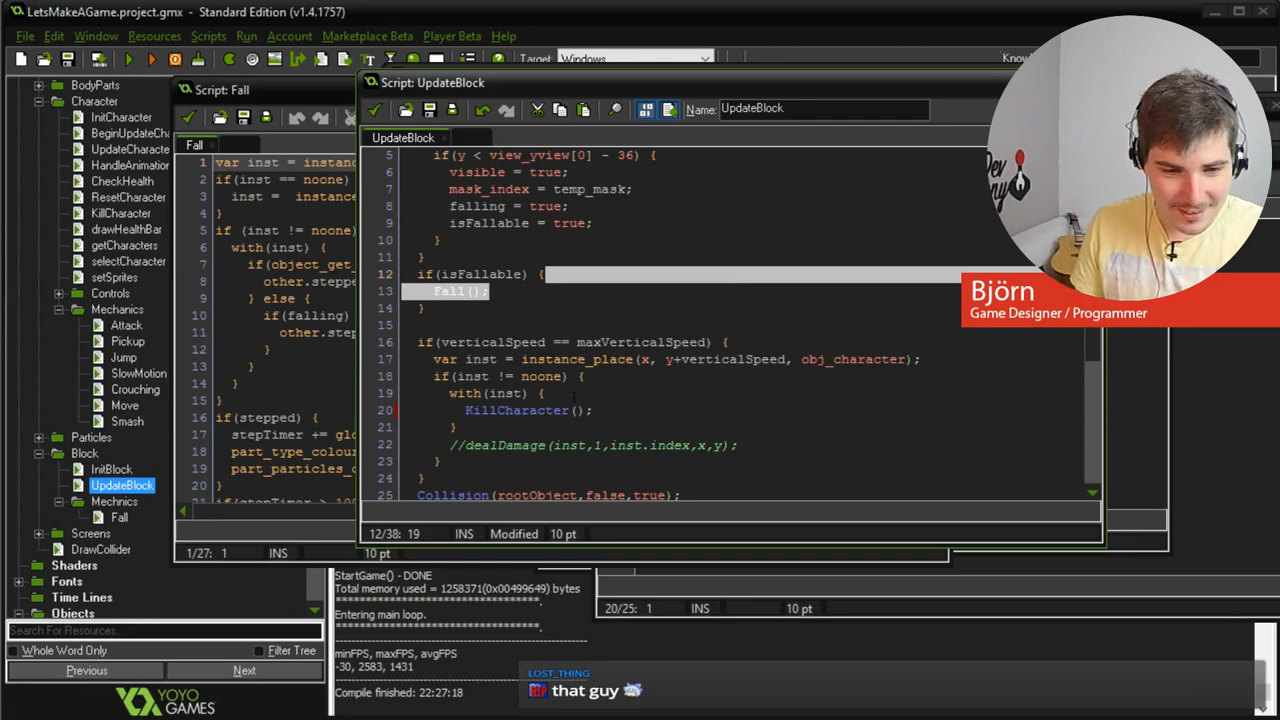 LetsMakeAGame.project.gmx - Standard Edition (v1.4.1757)
File Edit Window Resources Scripts Run Account Marketplace Beta Player Beta Help
Target: Windows
BodyParts
Character
InitCharacter
BeginUpdateCha
UpdateCharacte
HandleAnimation
CheckHealth
ResetCharacter
KillCharacter
drawHealthBar
getCharacters
selectCharacter
setSprites
Controls
Mechanics
Attack
Pickup
Jump
SlowMotion
Crouching
Move
Smash
Particles
Block
InitBlock
UpdateBlock
Mechnics
Fall
Screens
DrawCollider
Shaders
Fonts
Time Lines
Objects
Search For Resources...
Whole Word Only Filter Tree
Previous Next
YOYO
GAMES
Script: Fall
Fall
1 var inst = instanc
2 if(inst == noone)
3 inst = instanc
4 }
5 if (inst != noone)
6 with(inst) {
7 if(object_get_
8 other.steppe
9 } else {
10 if(falling)
11 other.step
12 }
13 }
14 }
15 }
16 if(stepped) {
17 stepTimer += glo
18 part_type_colour
19 part_particles_c
20 }
1/27: 1 INS 10 pt
Script: UpdateBlock
Name: UpdateBlock
UpdateBlock
5 if(y < view_yview[0] - 36) {
6 visible = true;
7 mask_index = temp_mask;
8 falling = true;
9 isFallable = true;
10 }
11 }
12 if(isFallable) {
13 Fall();
14 }
15
16 if(verticalSpeed == maxVerticalSpeed) {
17 var inst = instance_place(x, y+verticalSpeed, obj_character);
18 if(inst != noone) {
19 with(inst) {
20 KillCharacter();
21 }
22 //dealDamage(inst,1,inst.index,x,y);
23 }
24 }
25 Collision(rootObject,false,true);
12/38: 19 INS Modified 10 pt
20/25: 1 INS 10 pt
StartGame() - DONE
Total memory used = 1258371(0x00499649) bytes
Entering main loop.
minFPS, maxFPS, avgFPS
-30, 2583, 1431
Compile finished: 22:27:18
Björn
Game Designer / Programmer
LOST_THING
RIP that guy